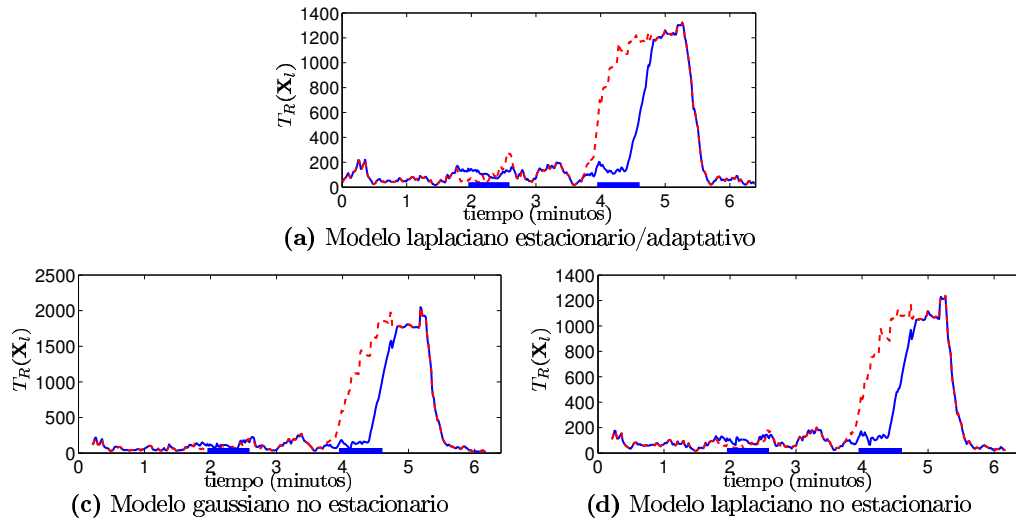 1400
1200
1000
800
600
400
200
0
T_R(X_l)
0 1 2 3 4 5 6
tiempo (minutos)
(a) Modelo laplaciano estacionario/adaptativo
2500
2000
1500
1000
500
0
T_R(X_l)
0 1 2 3 4 5 6
tiempo (minutos)
(c) Modelo gaussiano no estacionario
1400
1200
1000
800
600
400
200
0
T_R(X_l)
0 1 2 3 4 5 6
tiempo (minutos)
(d) Modelo laplaciano no estacionario